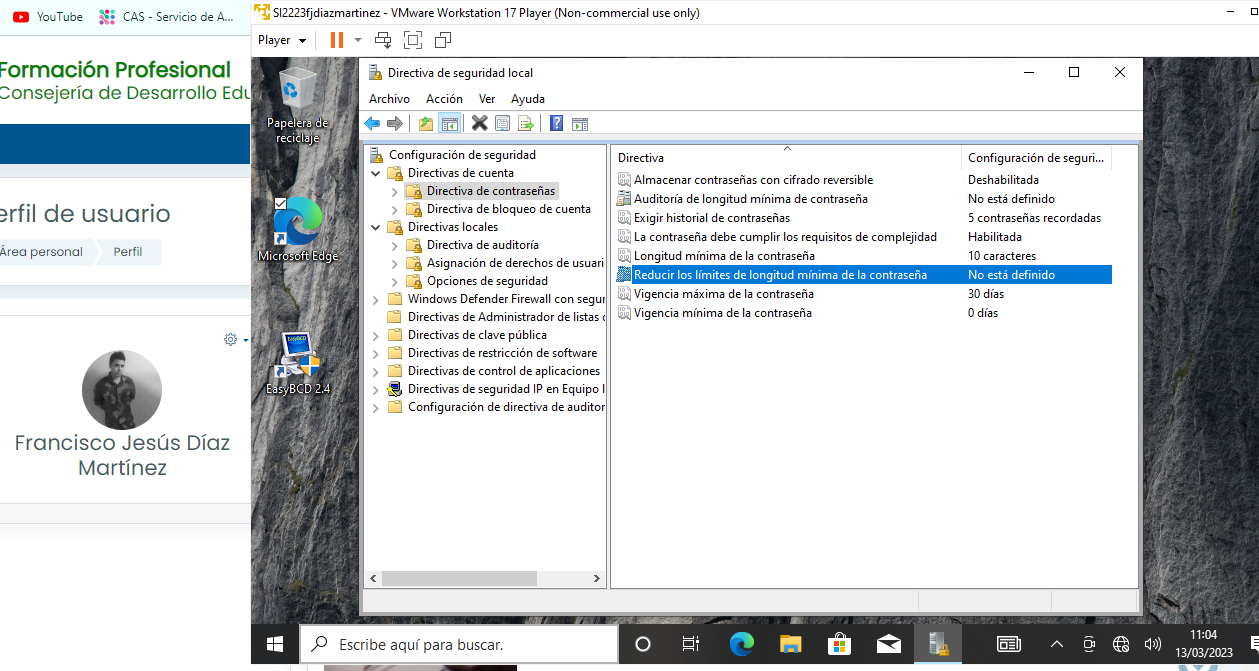 YouTube
CAS - Servicio de A...
SI2223fjdiazmartinez - VMware Workstation 17 Player (Non-commercial use only)
Player
Formación Profesional
Consejería de Desarrollo Edu
erfil de usuario
Área personal
Perfil
Francisco Jesús Díaz
Martínez
Papelera de
reciclaje
Microsoft Edge
EasyBCD
EasyBCD 2.4
Directiva de seguridad local
Archivo Acción Ver Ayuda
Configuración de seguridad
Directivas de cuenta
Directiva de contraseñas
Directiva de bloqueo de cuenta
Directivas locales
Directiva de auditoría
Asignación de derechos de usuari
Opciones de seguridad
Windows Defender Firewall con segur
Directivas de Administrador de listas
Directivas de clave pública
Directivas de restricción de software
Directivas de control de aplicaciones
Directivas de seguridad IP en Equipo l
Configuración de directiva de auditor
Directiva Configuración de seguri...
Almacenar contraseñas con cifrado reversible Deshabilitada
Auditoría de longitud mínima de contraseña No está definido
Exigir historial de contraseñas 5 contraseñas recordadas
La contraseña debe cumplir los requisitos de complejidad Habilitada
Longitud mínima de la contraseña 10 caracteres
Reducir los límites de longitud mínima de la contraseña No está definido
Vigencia máxima de la contraseña 30 días
Vigencia mínima de la contraseña 0 días
Escribe aquí para buscar.
11:04
13/03/2023